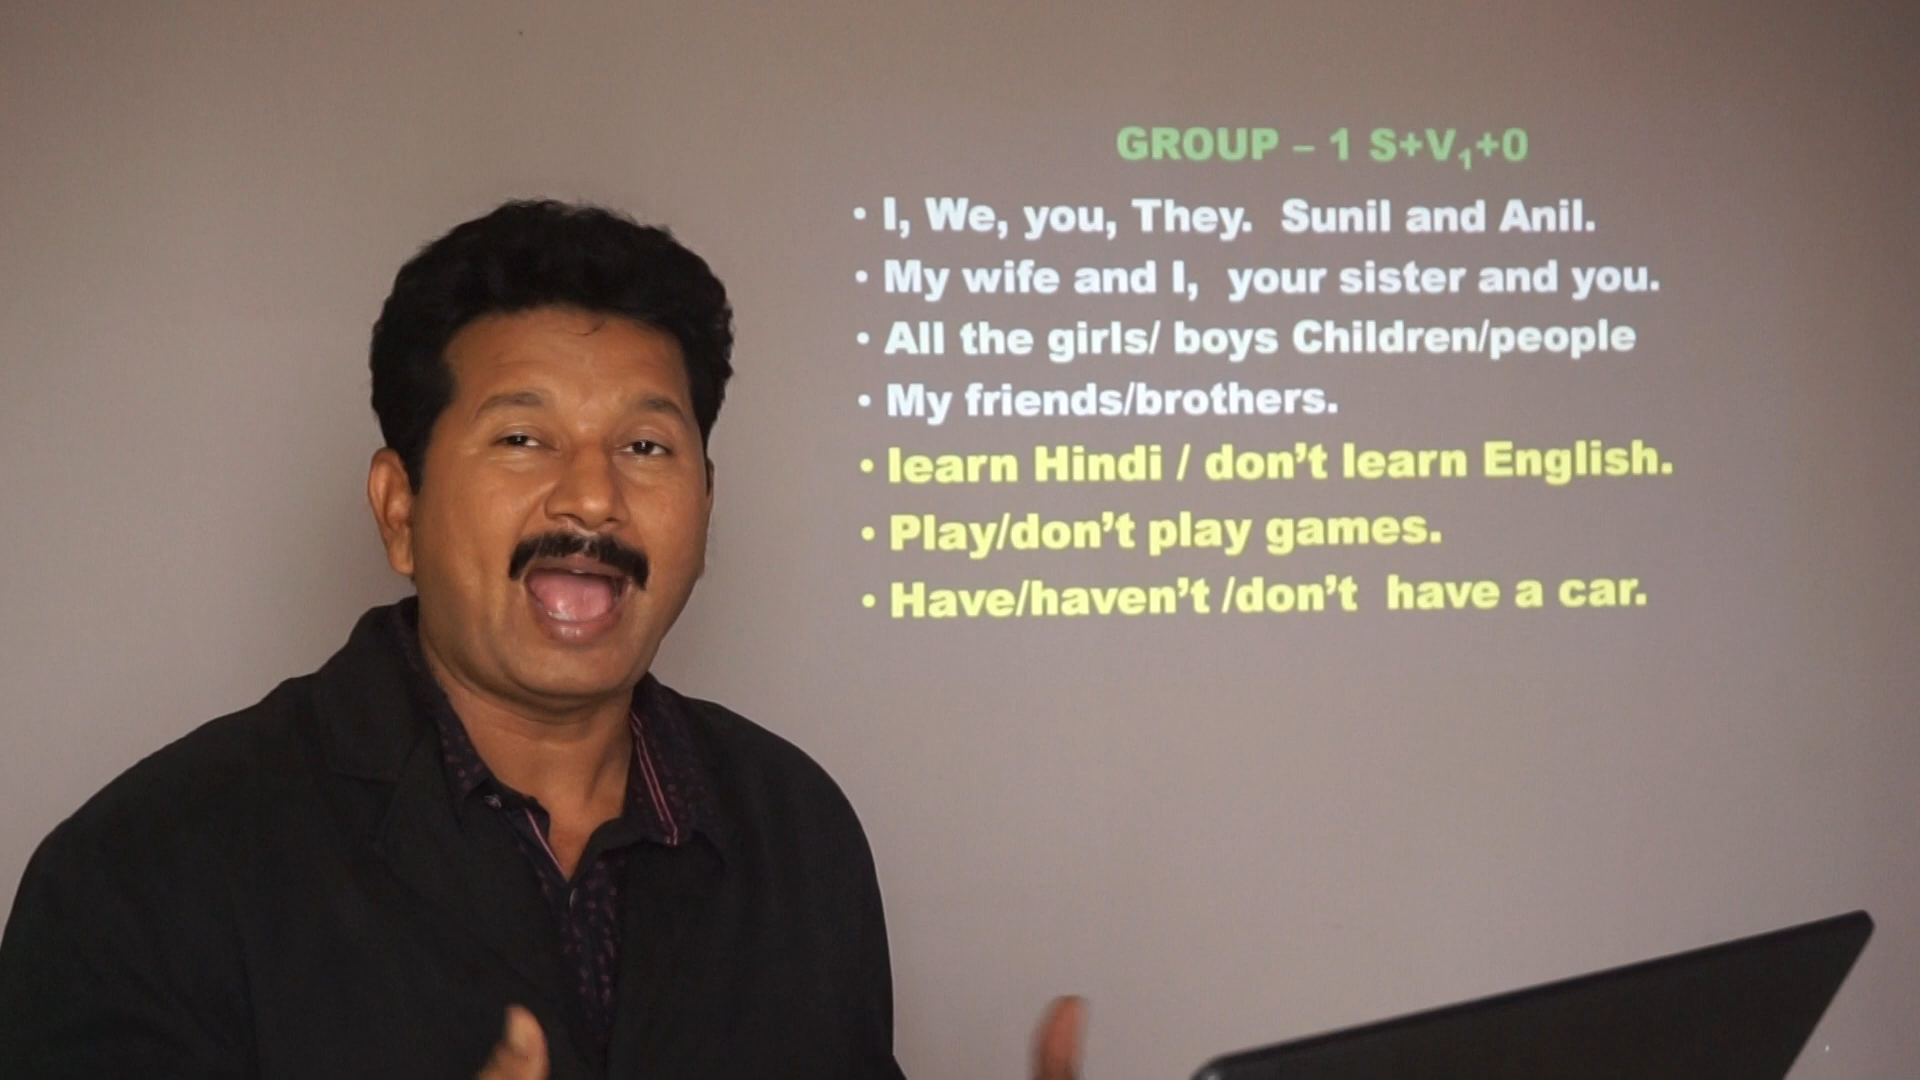 GROUP – 1 S+V₁+0
• I, We, you, They. Sunil and Anil.
• My wife and I, your sister and you.
• All the girls/ boys Children/people
• My friends/brothers.
• learn Hindi / don’t learn English.
• Play/don’t play games.
• Have/haven’t /don’t have a car.